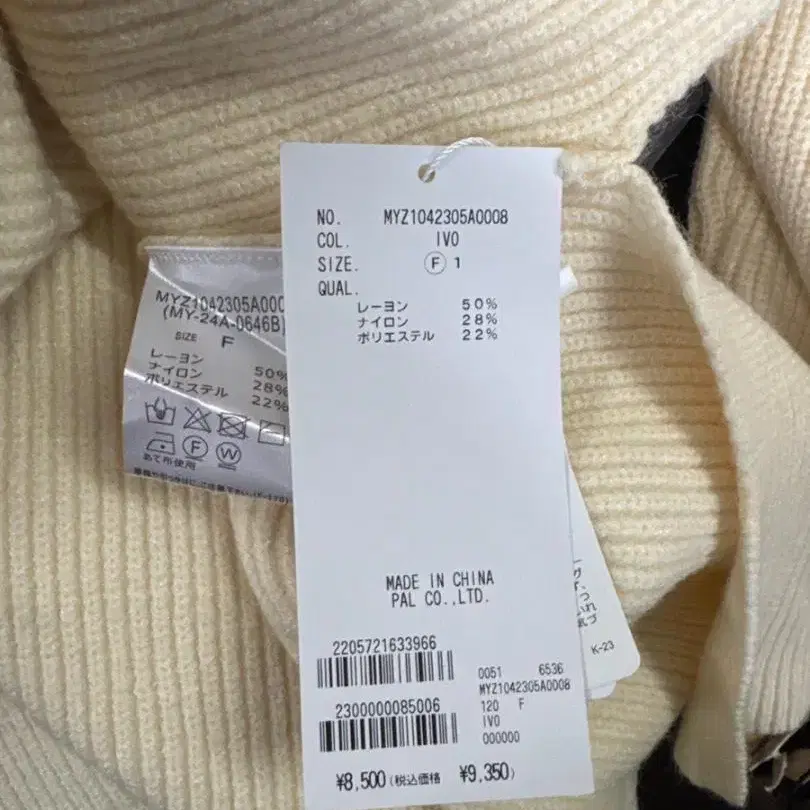 NO. MYZ1042305A0008
COL. IVO
SIZE. Ⓕ 1
QUAL.
レーヨン 50%
ナイロン 28%
ポリエステル 22%
MADE IN CHINA
PAL CO.,LTD.
2205721633966
2300000085006
0051 6536
MYZ1042305A0008
120 F
IVO
000000
¥8,500(税込価格 ¥9,350)
MYZ1042305A000
(MY-24A-0646B)
SIZE F
レーヨン 50%
ナイロン 28%
ポリエステル 22%
F W
あて布使用
K-23